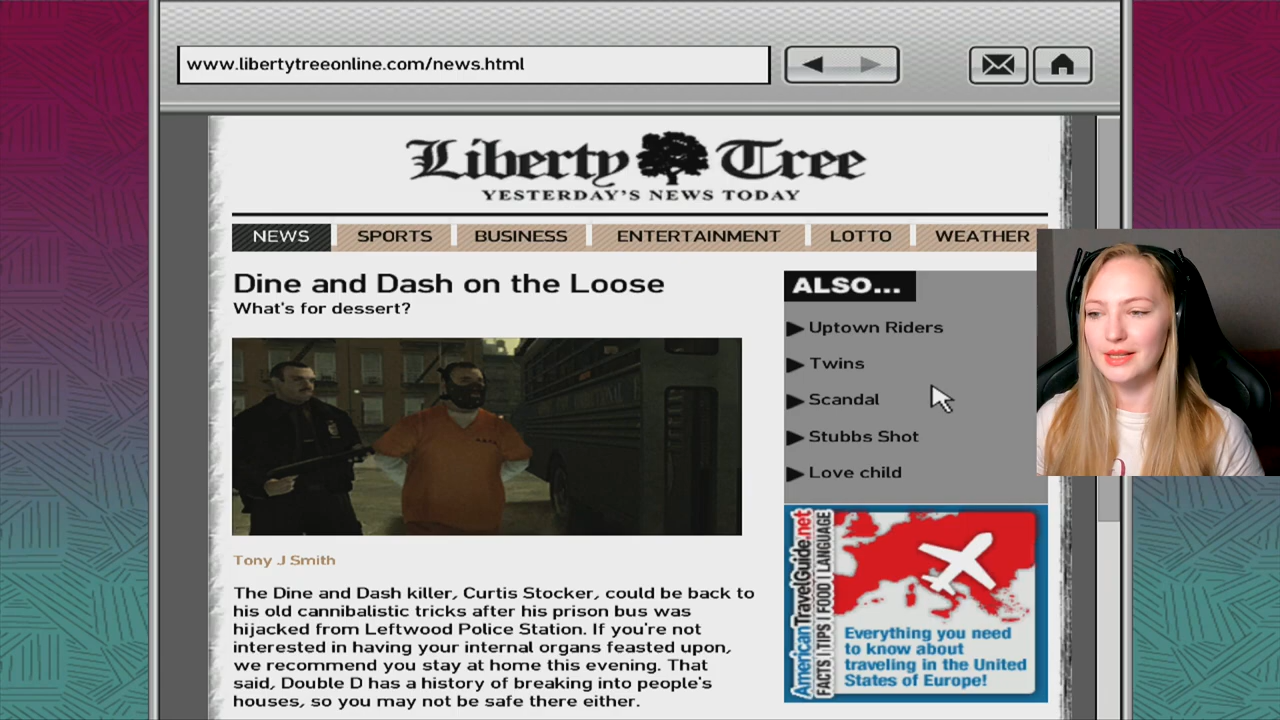 www.libertytreeonline.com/news.html
Liberty Tree
YESTERDAY'S NEWS TODAY
NEWS SPORTS BUSINESS ENTERTAINMENT LOTTO WEATHER
Dine and Dash on the Loose
What's for dessert?
Tony J Smith
The Dine and Dash killer, Curtis Stocker, could be back to
his old cannibalistic tricks after his prison bus was
hijacked from Leftwood Police Station. If you're not
interested in having your internal organs feasted upon,
we recommend you stay at home this evening. That
said, Double D has a history of breaking into people's
houses, so you may not be safe there either.
ALSO...
Uptown Riders
Twins
Scandal
Stubbs Shot
Love child
AmericanTravelGuide.net
FACTS | TIPS | FOOD | LANGUAGE
Everything you need
to know about
traveling in the United
States of Europe!